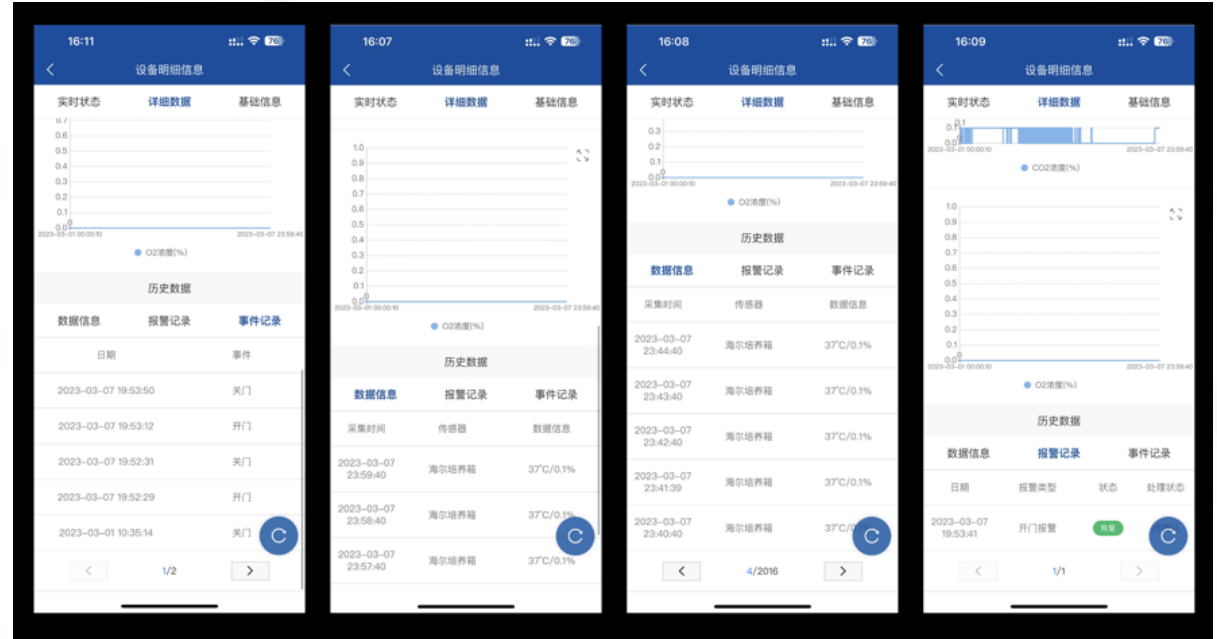 16:11
76
设备明细信息
实时状态 详细数据 基础信息
0.7
0.6
0.5
0.4
0.3
0.2
0.1
0.0
0
2023-03-01 00:00:10 2023-03-07 23:59:40
O2浓度(%)
历史数据
数据信息 报警记录 事件记录
日期 事件
2023-03-07 19:53:50 关门
2023-03-07 19:53:12 开门
2023-03-07 19:52:31 关门
2023-03-07 19:52:29 开门
2023-03-01 10:35:14 关门
1/2
16:07
76
设备明细信息
实时状态 详细数据 基础信息
1.0
0.9
0.8
0.7
0.6
0.5
0.4
0.3
0.2
0.1
0.0
0
2023-03-01 00:00:10 2023-03-07 23:59:40
O2浓度(%)
历史数据
数据信息 报警记录 事件记录
采集时间 传感器 数据信息
2023-03-07
23:59:40 海尔培养箱 37℃/0.1%
2023-03-07
23:58:40 海尔培养箱 37℃/0.1%
2023-03-07
23:57:40 海尔培养箱 37℃/0.1%
16:08
76
设备明细信息
实时状态 详细数据 基础信息
0.3
0.2
0.1
0.0
0
2023-03-01 00:00:10 2023-03-07 23:59:40
O2浓度(%)
历史数据
数据信息 报警记录 事件记录
采集时间 传感器 数据信息
2023-03-07
23:44:40 海尔培养箱 37℃/0.1%
2023-03-07
23:43:40 海尔培养箱 37℃/0.1%
2023-03-07
23:42:40 海尔培养箱 37℃/0.1%
2023-03-07
23:41:39 海尔培养箱 37℃/0.1%
2023-03-07
23:40:40 海尔培养箱
4/2016
16:09
76
设备明细信息
实时状态 详细数据 基础信息
0.1
0.1
0.0
2023-03-01 00:00:10 2023-03-07 23:59:40
CO2浓度(%)
1.0
0.9
0.8
0.7
0.6
0.5
0.4
0.3
0.2
0.1
0.0
0
2023-03-01 00:00:10 2023-03-07 23:59:40
O2浓度(%)
历史数据
数据信息 报警记录 事件记录
日期 报警类型 状态 处理状态
2023-03-07
19:53:41 开门报警 恢复
1/1